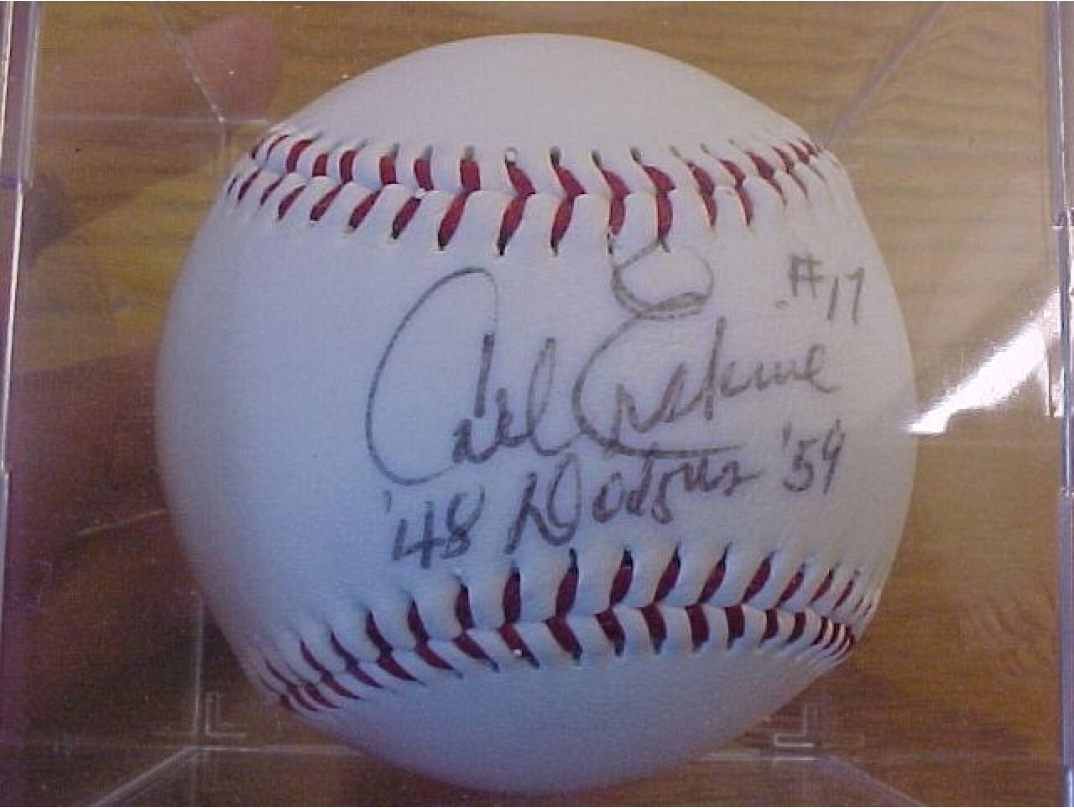 #17
Carl Erskine
'48 Dodgers '59